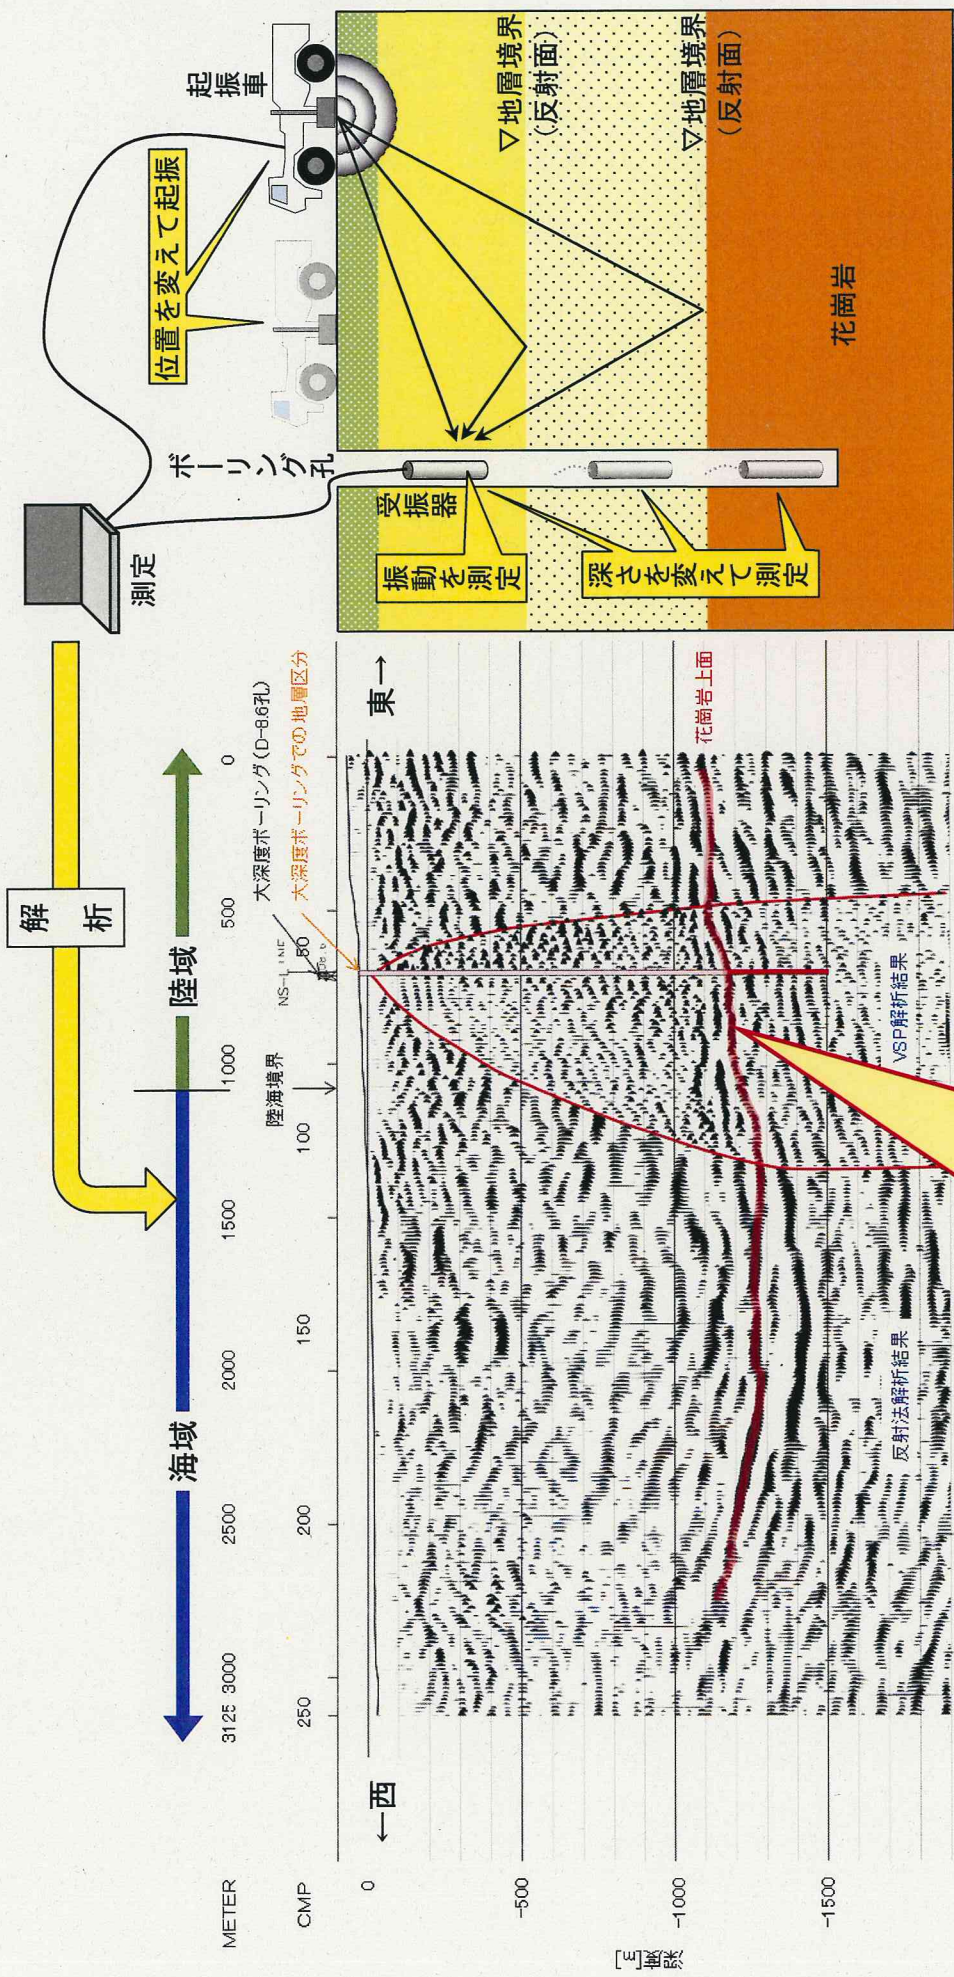 解析
海域
陸域
METER
3125
3000
2500
2000
1500
1000
500
0
CMP
250
200
150
100
50
陸海境界
NS-L INE
大深度ボーリング(D-8.6孔)
大深度ボーリングでの地層区分
←西
東→
深度[m]
0
-500
-1000
-1500
花崗岩上面
反射法解析結果
VSP解析結果
測定
ボーリング孔
位置を変えて起振
起振車
受振器
振動を測定
深さを変えて測定
▽地層境界
(反射面)
▽地層境界
(反射面)
花崗岩